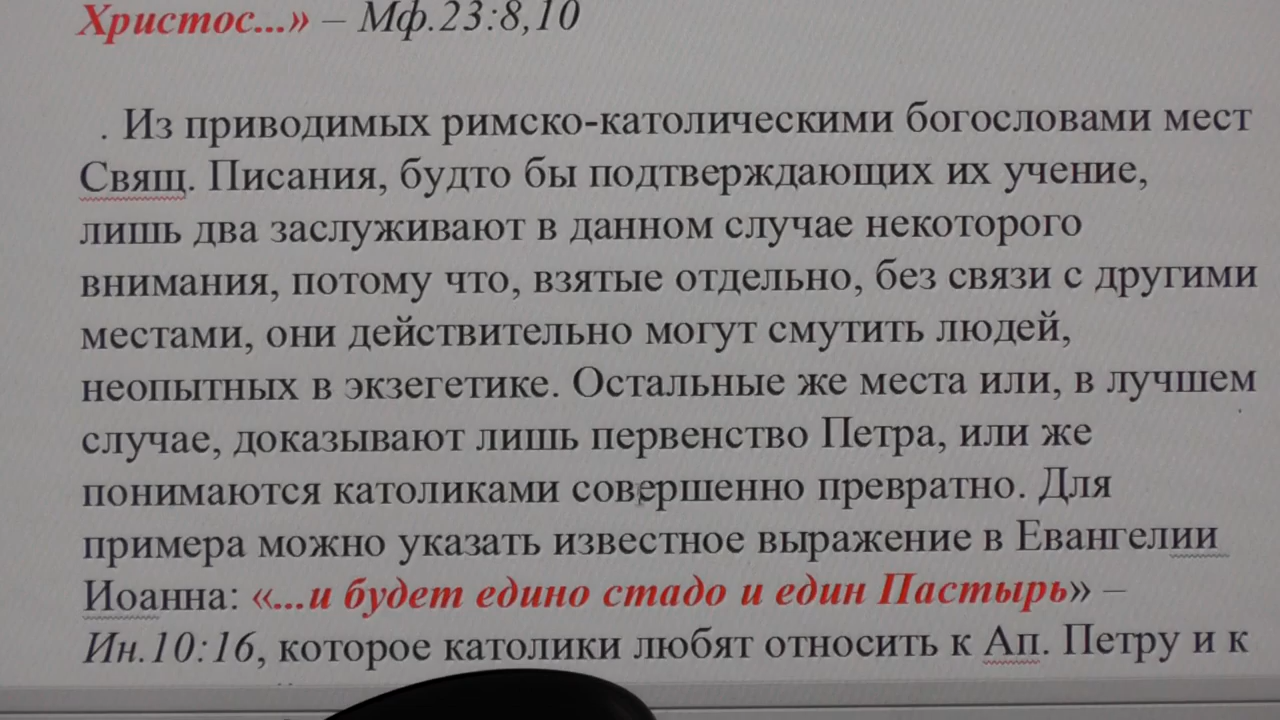 Христос...» – Мф.23:8,10
. Из приводимых римско-католическими богословами мест
Свящ. Писания, будто бы подтверждающих их учение,
лишь два заслуживают в данном случае некоторого
внимания, потому что, взятые отдельно, без связи с другими
местами, они действительно могут смутить людей,
неопытных в экзегетике. Остальные же места или, в лучшем
случае, доказывают лишь первенство Петра, или же
понимаются католиками совершенно превратно. Для
примера можно указать известное выражение в Евангелии
Иоанна: «...и будет едино стадо и един Пастырь» –
Ин.10:16, которое католики любят относить к Ап. Петру и к